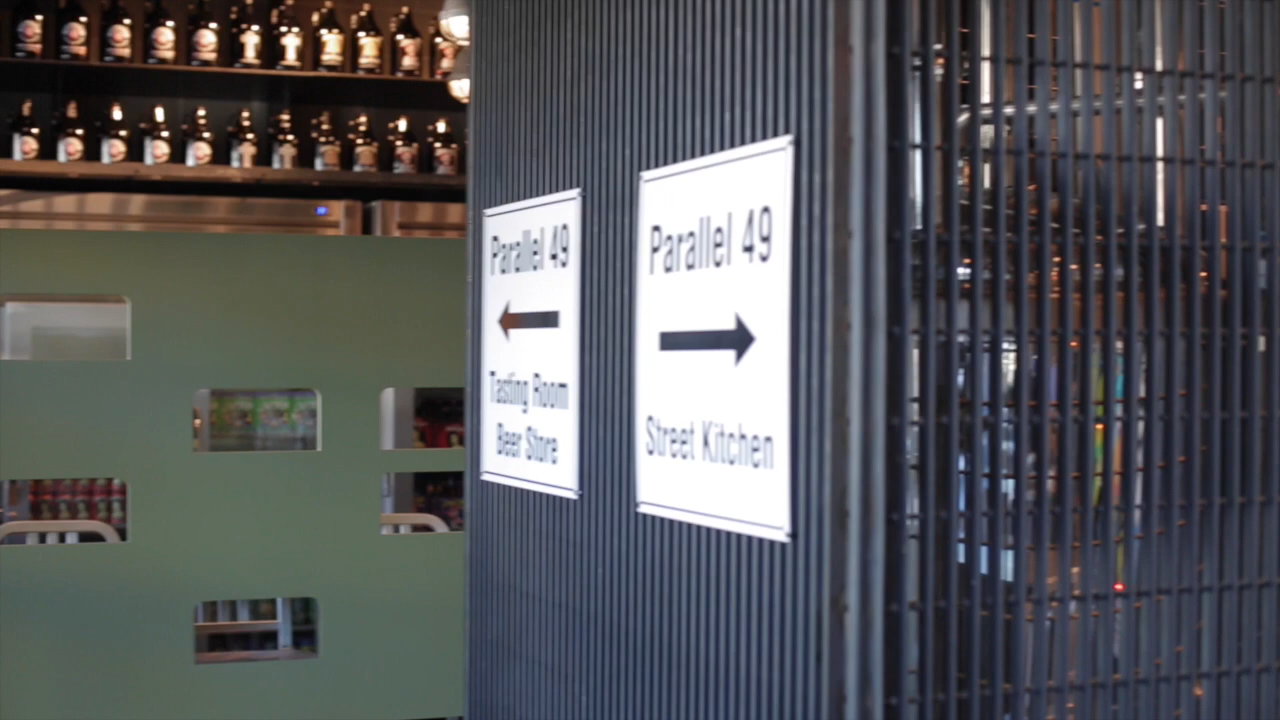 Parallel 49
Tasting Room
Beer Store
Parallel 49
Street Kitchen